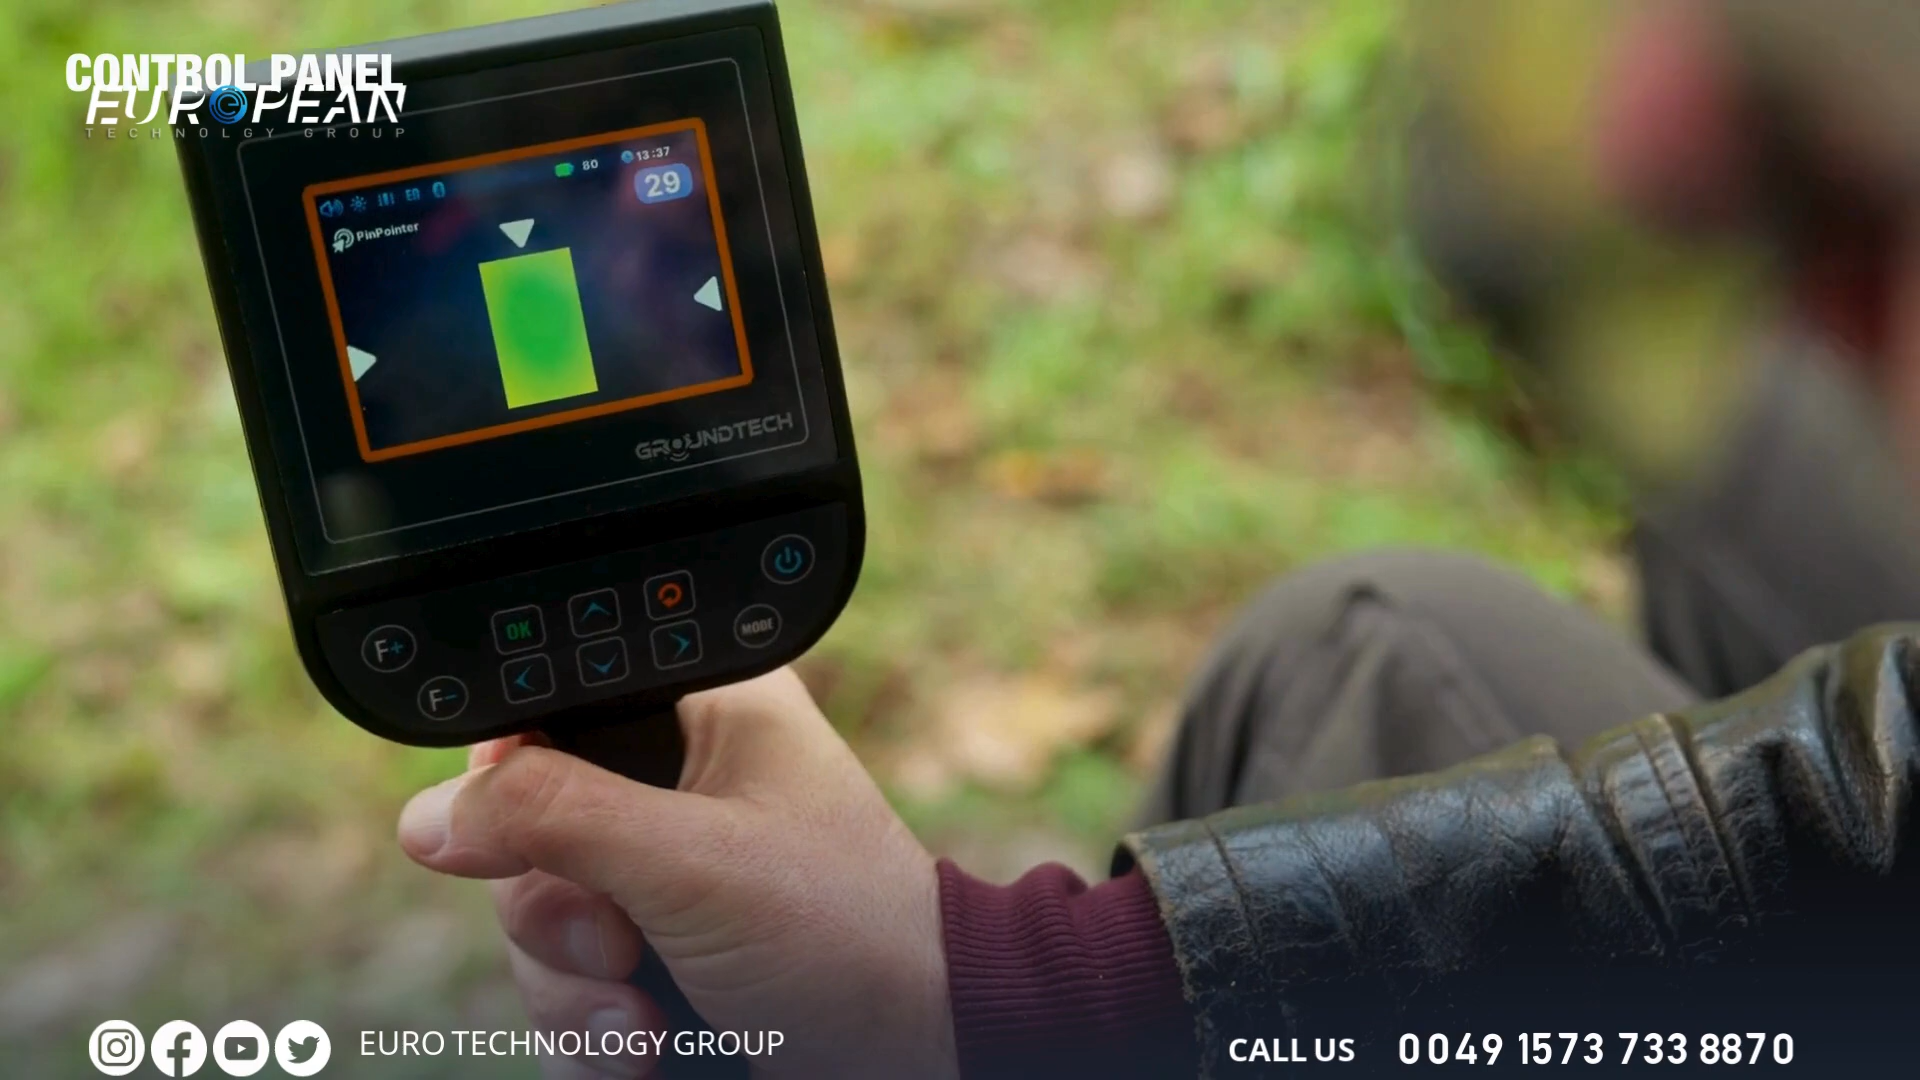 CONTROL PANEL
EUROPEAN
TECHNOLGY GROUP
80
13:37
EQ
29
PinPointer
GROUNDTECH
OK
F+
MODE
F-
EURO TECHNOLOGY GROUP
CALL US 0049 1573 733 8870